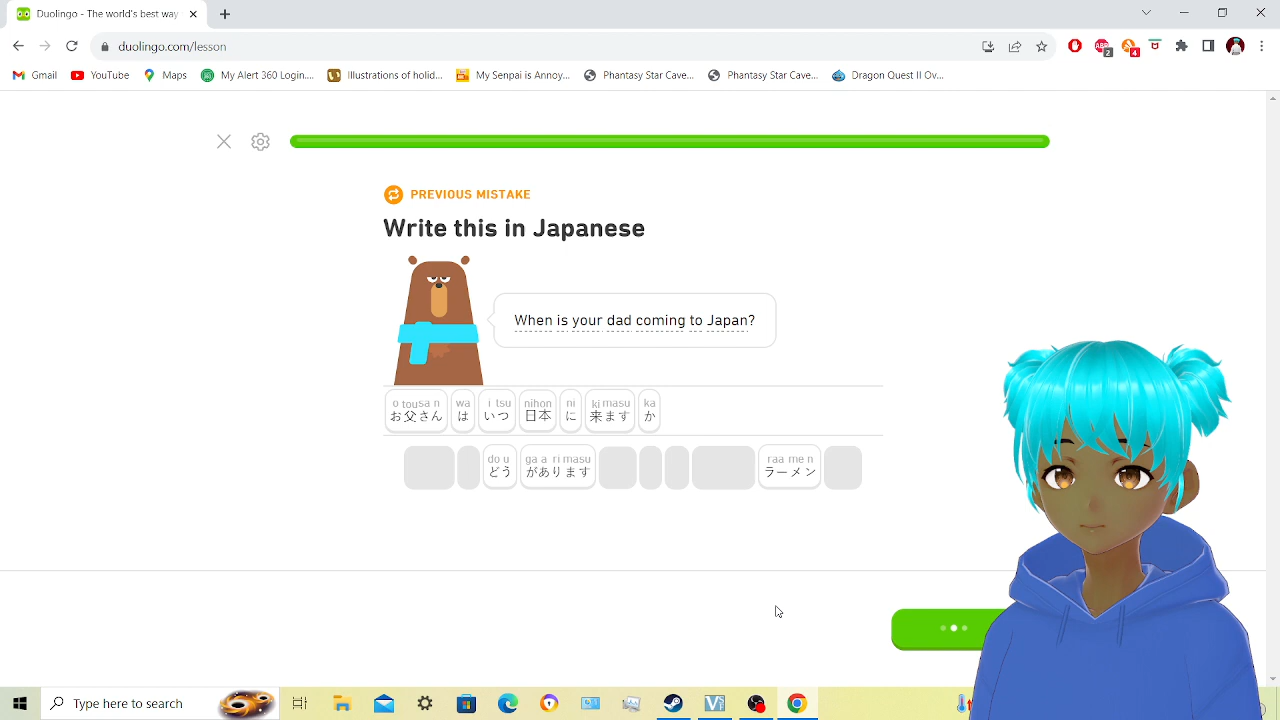 Duolingo - The world's best way
duolingo.com/lesson
2
4
Gmail
YouTube
Maps
My Alert 360 Login....
Illustrations of holid...
My Senpai is Annoy...
Phantasy Star Cave...
Phantasy Star Cave...
Dragon Quest II Ov...
PREVIOUS MISTAKE
Write this in Japanese
When is your dad coming to Japan?
o tousa n wa i tsu nihon ni ki masu ka
お父さん は いつ 日本 に 来ます か
do u ga a ri masu raa me n
どう があります ラーメン
Type here to search